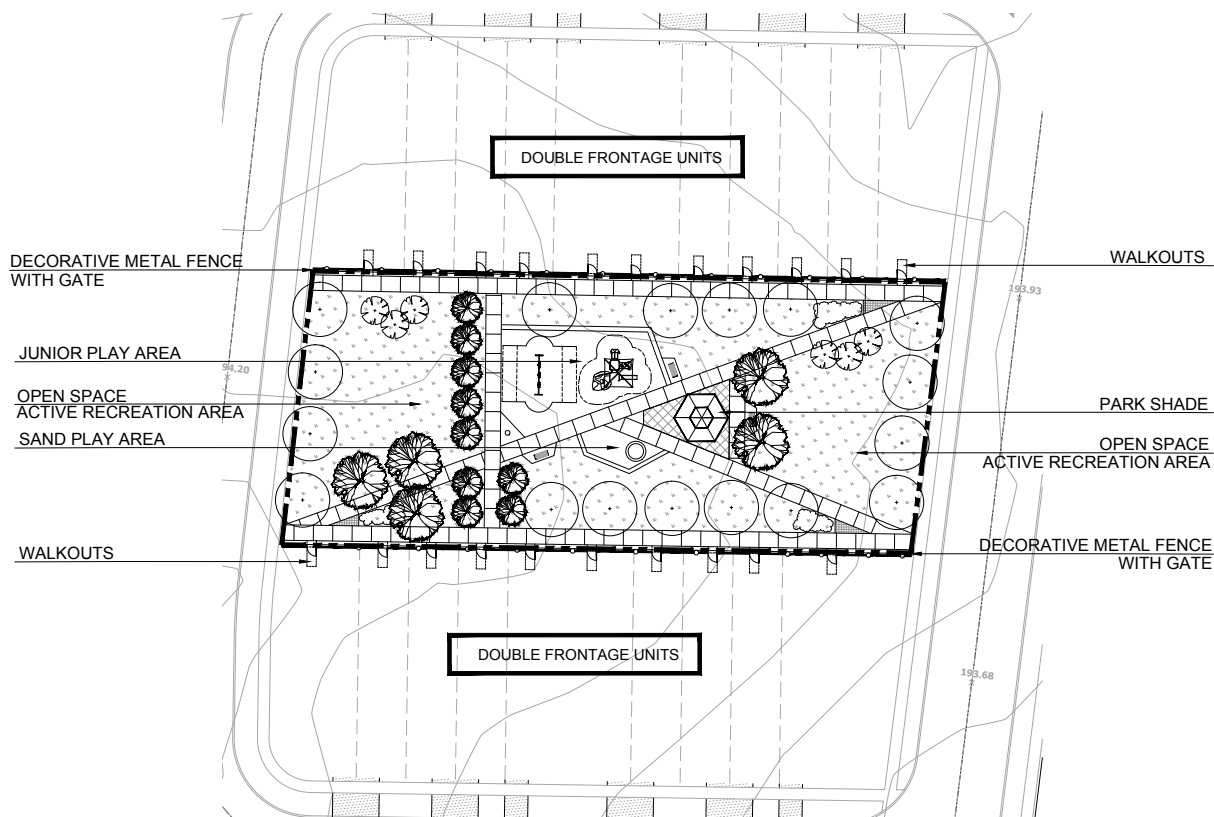 DOUBLE FRONTAGE UNITS
DECORATIVE METAL FENCE
WITH GATE
WALKOUTS
193.93
JUNIOR PLAY AREA
94.20
OPEN SPACE
ACTIVE RECREATION AREA
PARK SHADE
SAND PLAY AREA
OPEN SPACE
ACTIVE RECREATION AREA
WALKOUTS
DECORATIVE METAL FENCE
WITH GATE
DOUBLE FRONTAGE UNITS
193.68